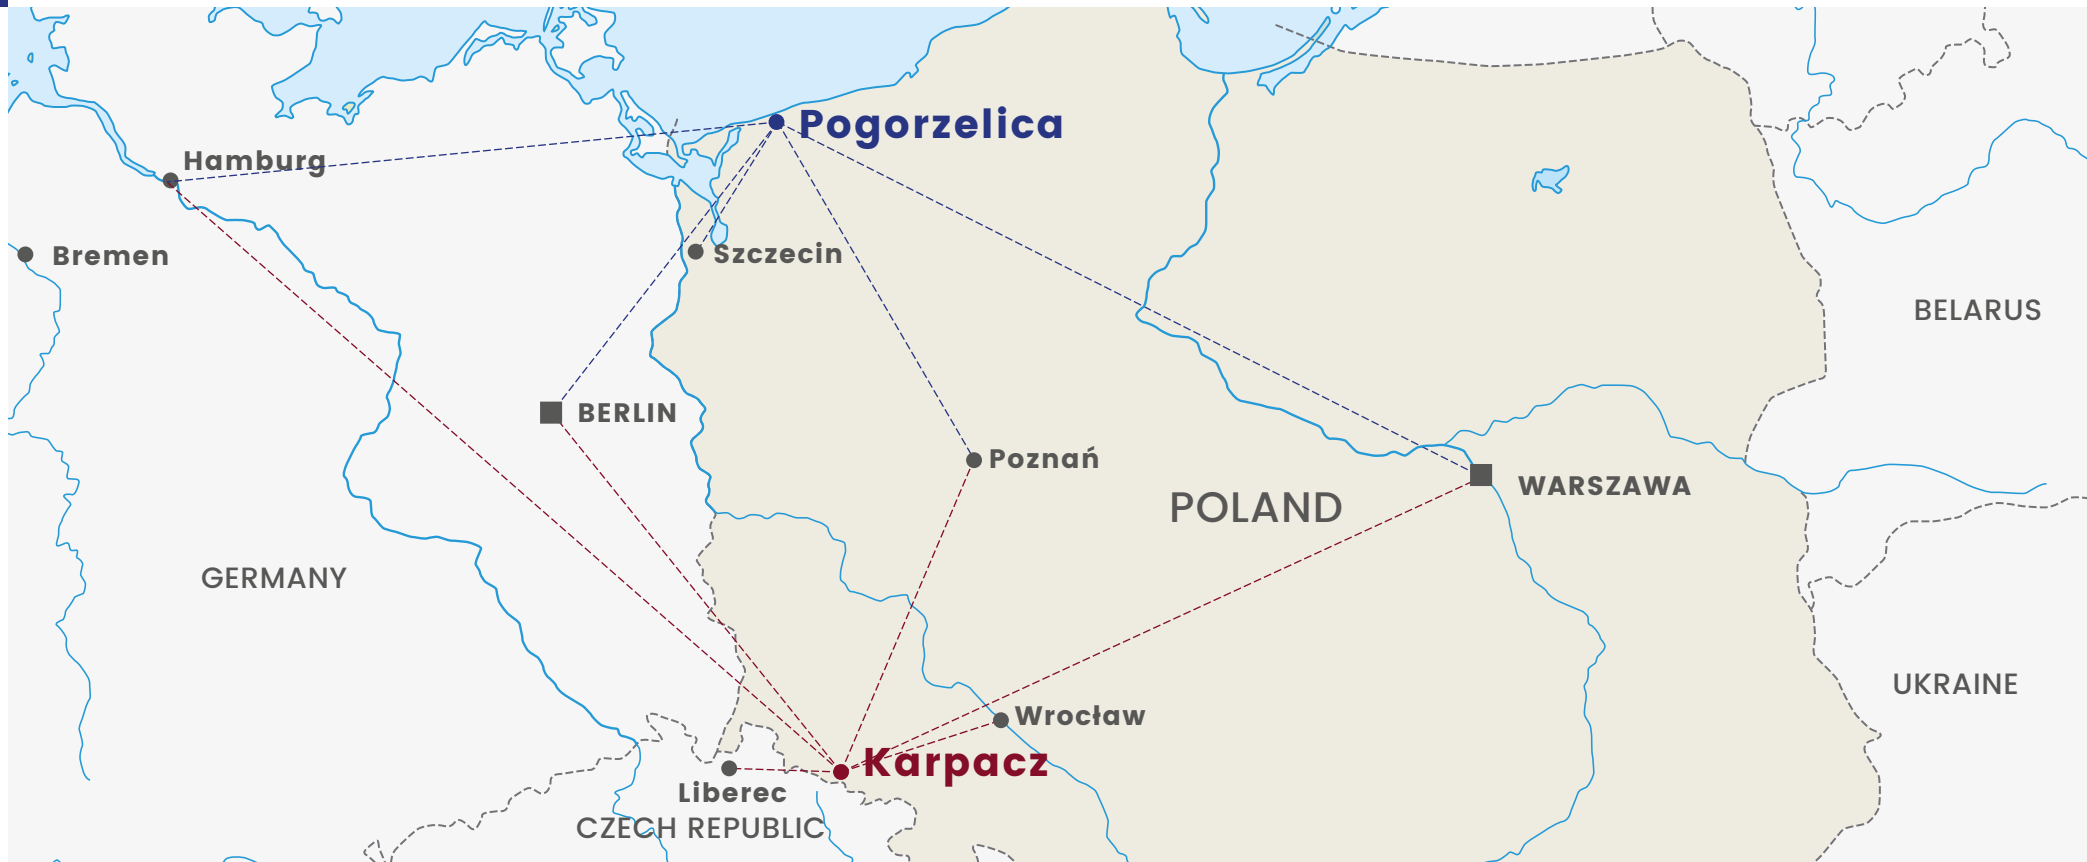 Pogorzelica
Hamburg
Bremen
Szczecin
BELARUS
BERLIN
Poznań
WARSZAWA
POLAND
GERMANY
UKRAINE
Wrocław
Karpacz
Liberec
CZECH REPUBLIC